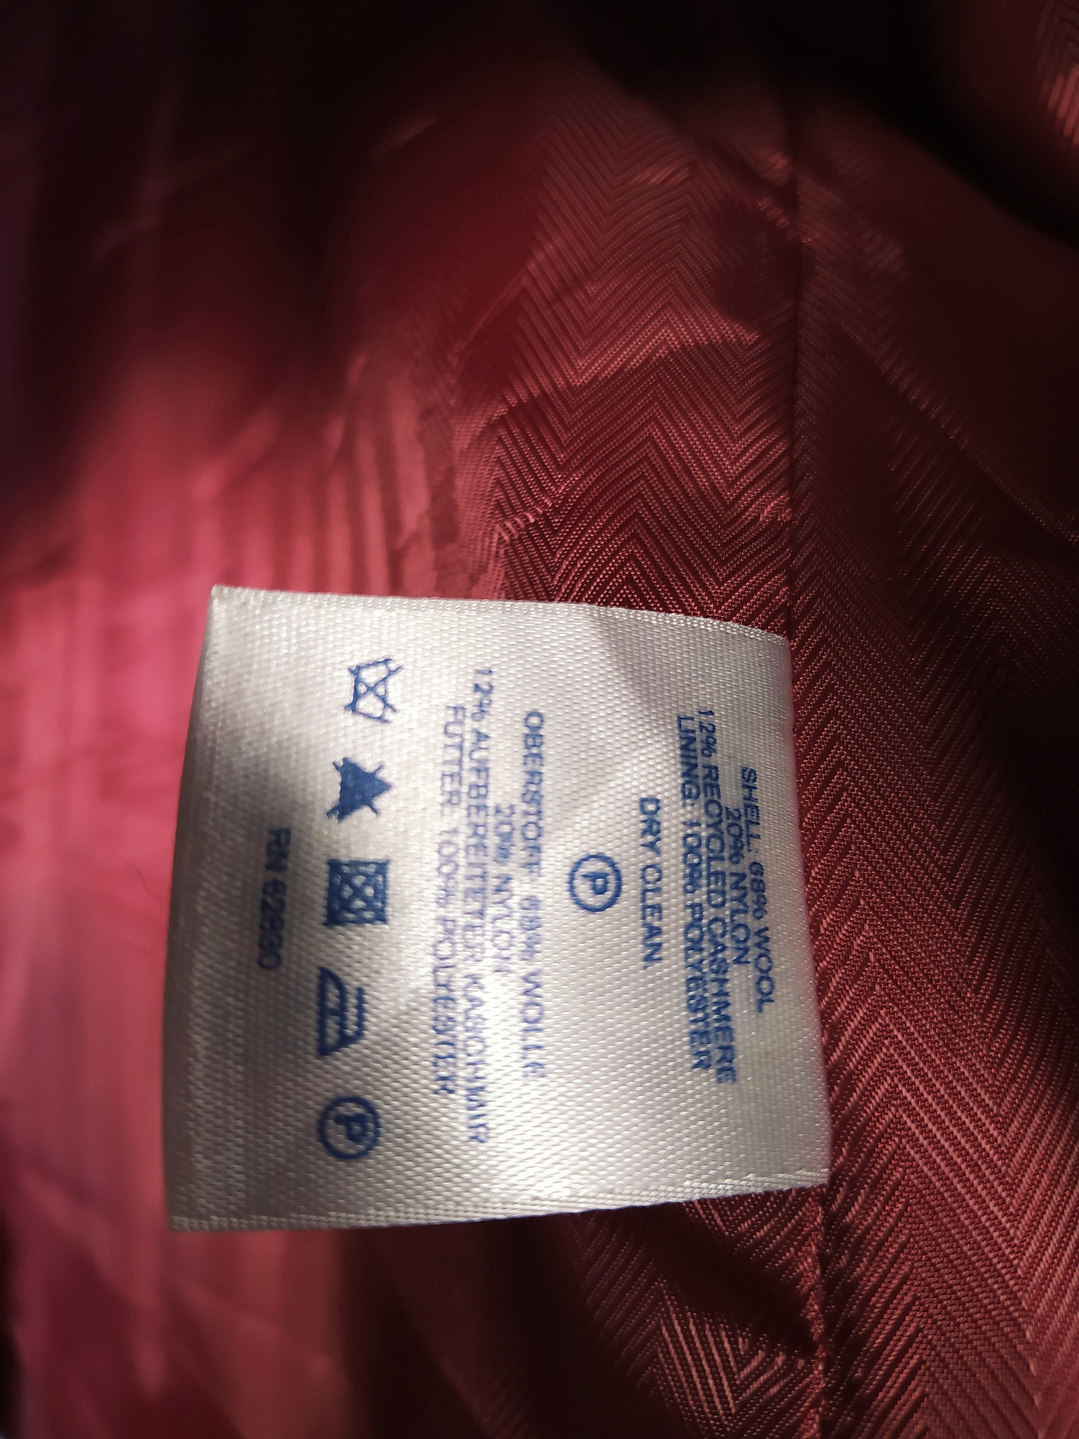 SHELL 68% WOOL
20% NYLON
12% RECYCLED CASHMERE
LINING 100% POLYESTER
DRY CLEAN
P
OBERSTOFF 68% WOLLE
20% NYLON
12% AUFBEREITETER KASCHMIR
FUTTER 100% POLYESTER
P
RN